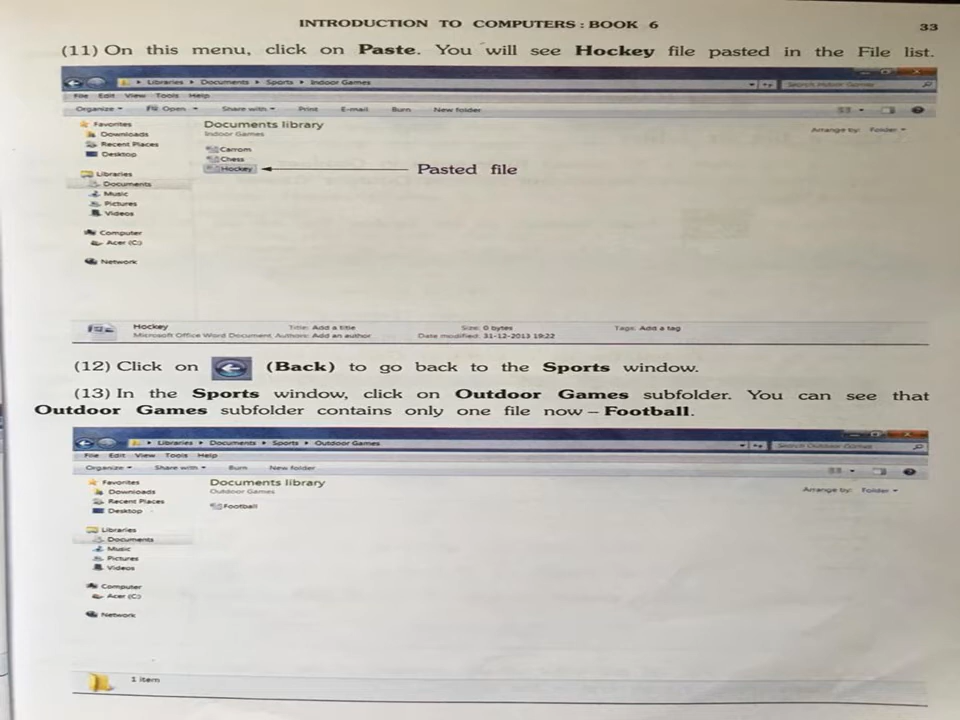 INTRODUCTION TO COMPUTERS : BOOK 6
33
(11) On this menu, click on Paste. You will see Hockey file pasted in the File list.
Libraries Documents Sports Indoor Games
Search Indoor Games
File Edit View Tools Help
Organize Open Share with Print E-mail Burn New folder
Favorites
Downloads
Recent Places
Desktop
Libraries
Documents
Music
Pictures
Videos
Computer
Acer (C:)
Network
Documents library
Indoor Games
Arrange by: Folder
Carrom
Chess
Hockey
Pasted file
Hockey Title: Add a title Size: 0 bytes Tags: Add a tag
Microsoft Office Word Document Authors: Add an author Date modified: 31-12-2013 19:22
(12) Click on (Back) to go back to the Sports window.
(13) In the Sports window, click on Outdoor Games subfolder. You can see that
Outdoor Games subfolder contains only one file now – Football.
Libraries Documents Sports Outdoor Games
Search Outdoor Games
File Edit View Tools Help
Organize Share with Burn New folder
Favorites
Downloads
Recent Places
Desktop
Libraries
Documents
Music
Pictures
Videos
Computer
Acer (C:)
Network
Documents library
Outdoor Games
Arrange by: Folder
Football
1 item